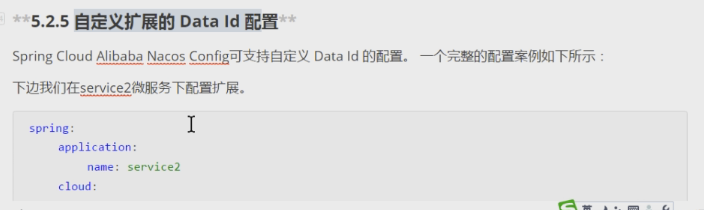 **5.2.5 自定义扩展的 Data Id 配置**
Spring Cloud Alibaba Nacos Config可支持自定义 Data Id 的配置。 一个完整的配置案例如下所示：
下边我们在service2微服务下配置扩展。
spring:
application:
name: service2
cloud: